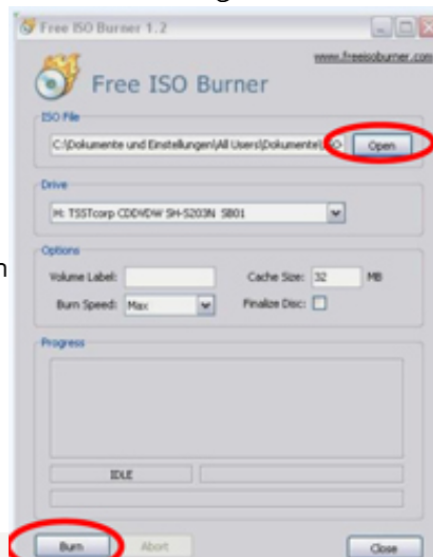 Free ISO Burner 1.2
www.freeisoburner.com
Free ISO Burner
ISO File
C:\Dokumente und Einstellungen\All Users\Dokumente\
Open
Drive
H: TSSTcorp CDDVDW SH-S203N SB01
Options
Volume Label:
Cache Size: 32 MB
Burn Speed: Max
Finalize Disc:
Progress
IDLE
Burn
Abort
Close